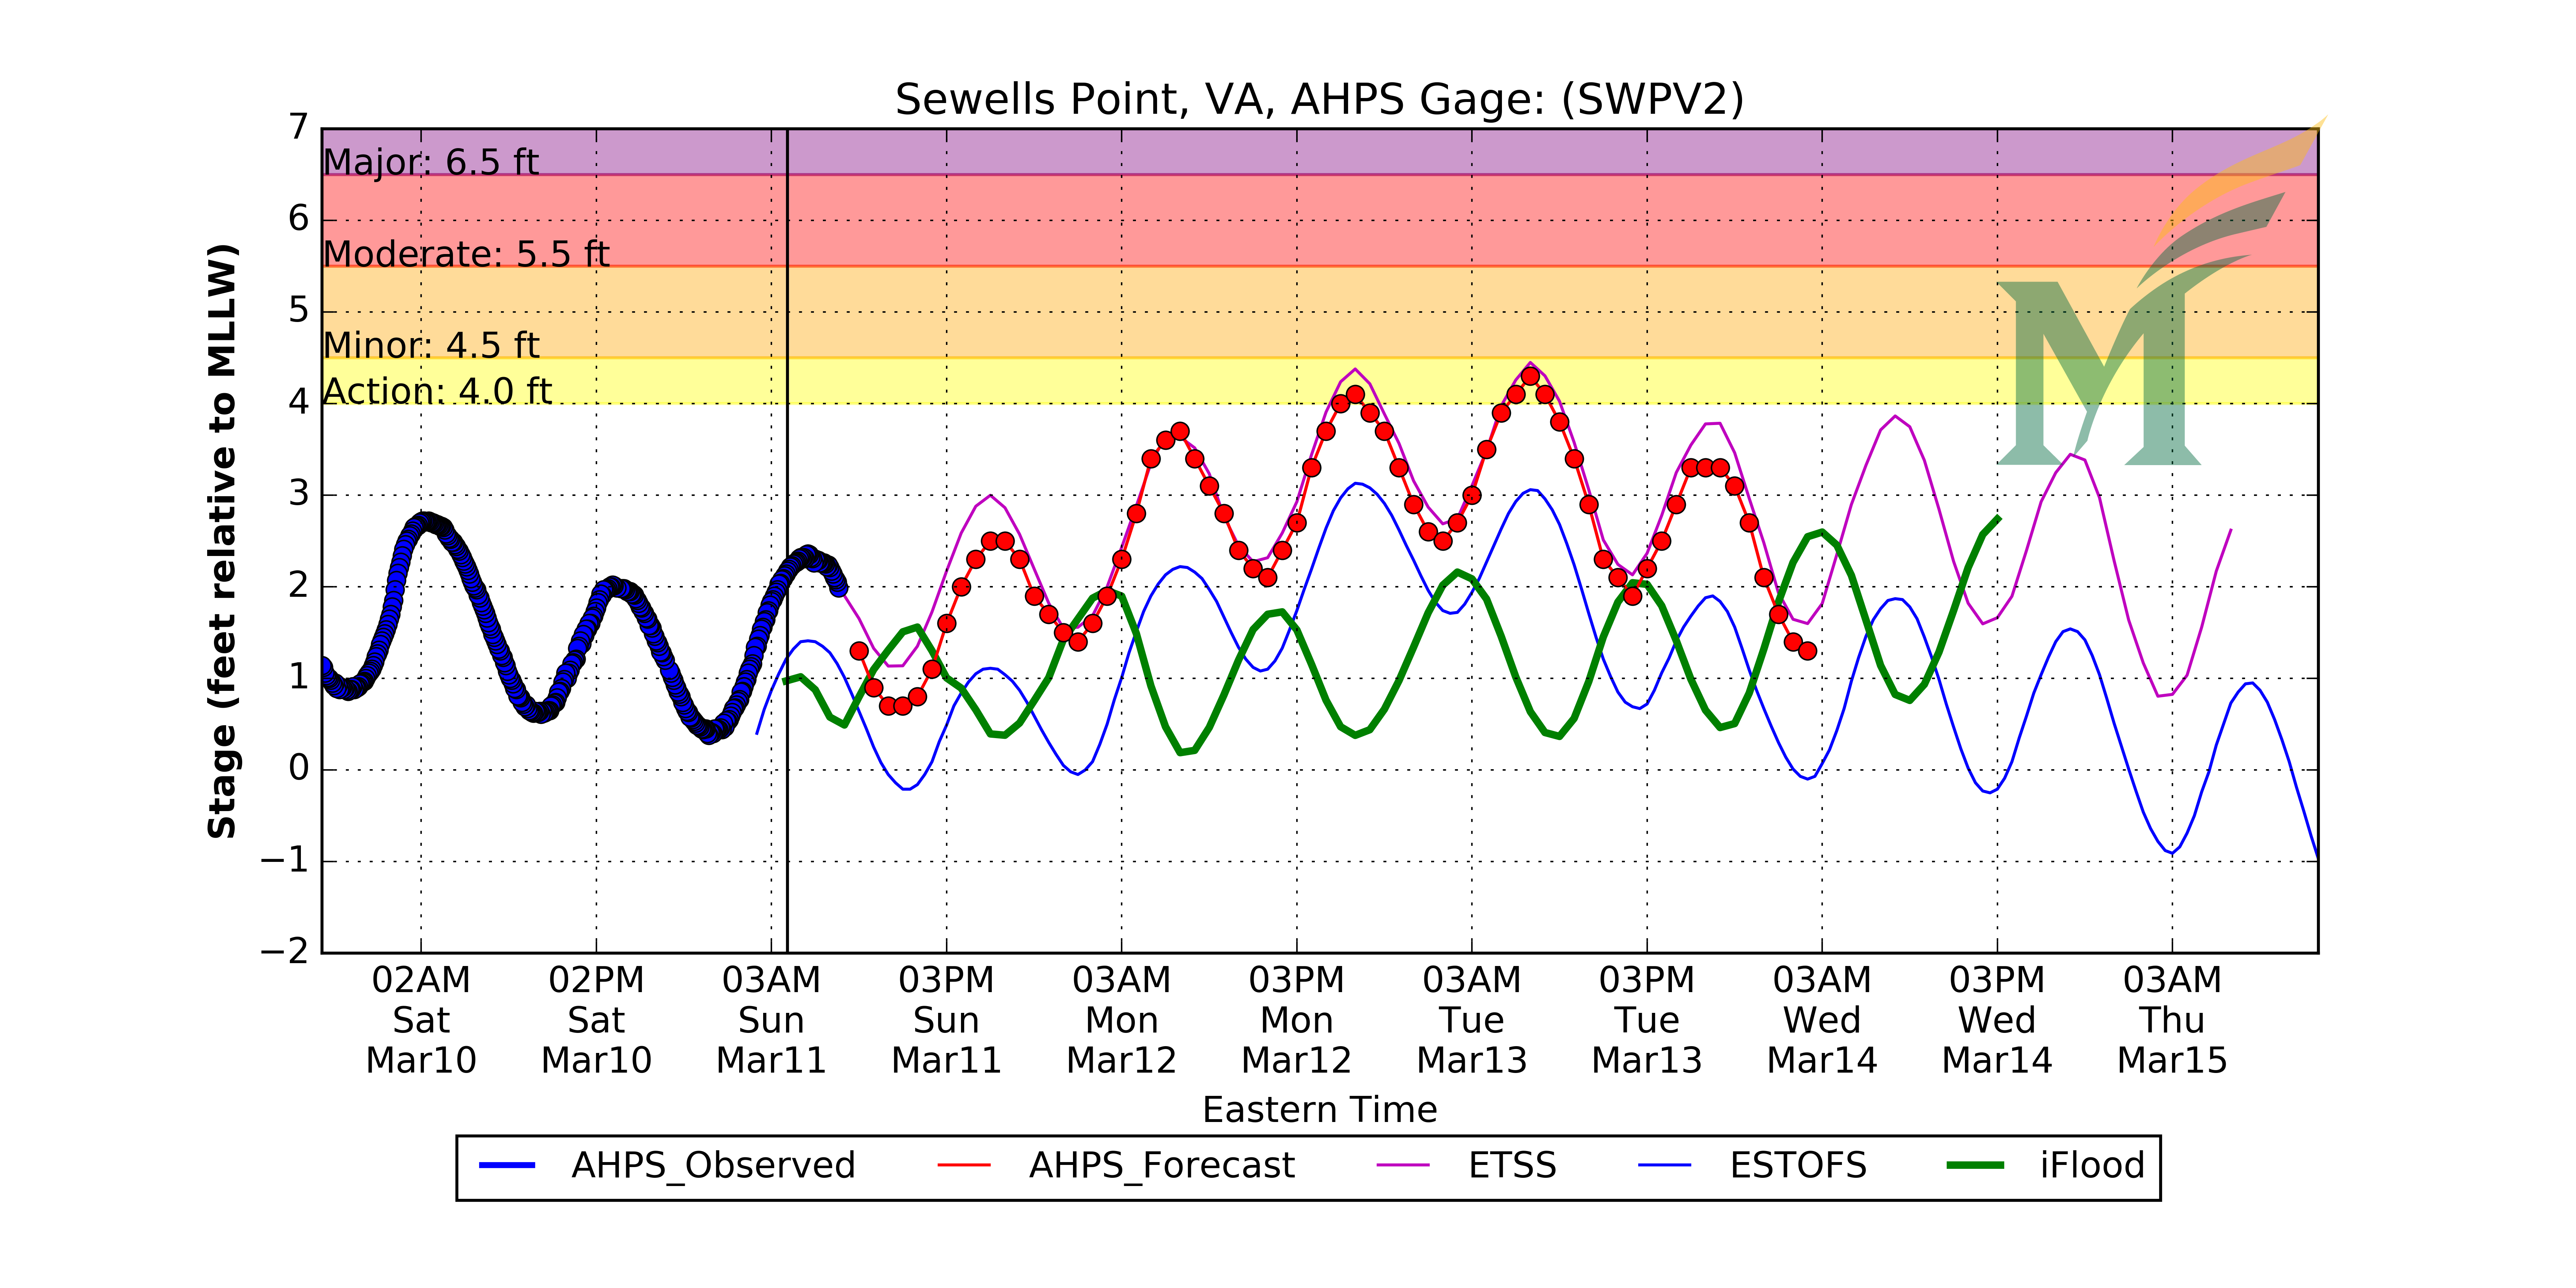 Sewells Point, VA, AHPS Gage: (SWPV2)
Stage (feet relative to MLLW)
7
6
5
4
3
2
1
0
−1
−2
Major: 6.5 ft
Moderate: 5.5 ft
Minor: 4.5 ft
Action: 4.0 ft
M
02AM 02PM 03AM 03PM 03AM 03PM 03AM 03PM 03AM 03PM 03AM
Sat Sat Sun Sun Mon Mon Tue Tue Wed Wed Thu
Mar10 Mar10 Mar11 Mar11 Mar12 Mar12 Mar13 Mar13 Mar14 Mar14 Mar15
Eastern Time
AHPS_Observed AHPS_Forecast ETSS ESTOFS iFlood